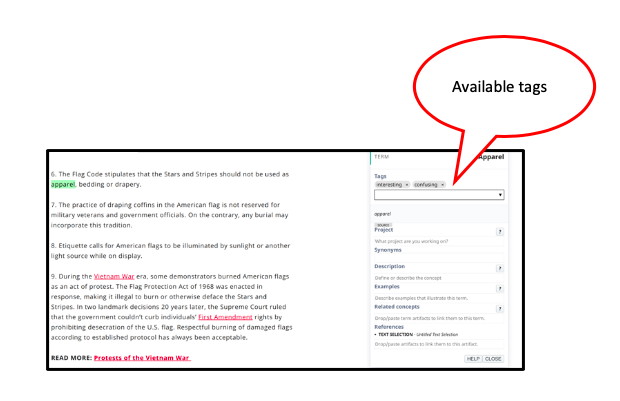 Available tags
6. The Flag Code stipulates that the Stars and Stripes should not be used as
apparel, bedding or drapery.
7. The practice of draping coffins in the American flag is not reserved for
military veterans and government officials. On the contrary, any burial may
incorporate this tradition.
8. Etiquette calls for American flags to be illuminated by sunlight or another
light source while on display.
9. During the Vietnam War era, some demonstrators burned American flags
as an act of protest. The Flag Protection Act of 1968 was enacted in
response, making it illegal to burn or otherwise deface the Stars and
Stripes. In two landmark decisions 20 years later, the Supreme Court ruled
that the government couldn't curb individuals' First Amendment rights by
prohibiting desecration of the U.S. flag. Respectful burning of damaged flags
according to established protocol has always been acceptable.
READ MORE: Protests of the Vietnam War
TERM Apparel
Tags
interesting × confusing ×
apparel
Project ?
What project are you working on?
Synonyms
Description ?
Define or describe the concept
Examples ?
Describe examples that illustrate this term.
Related concepts ?
Drop/paste term artifacts to link them to this term.
References
• TEXT SELECTION - Untitled Text Selection
Drop/paste artifacts to link them to this artifact.
HELP CLOSE